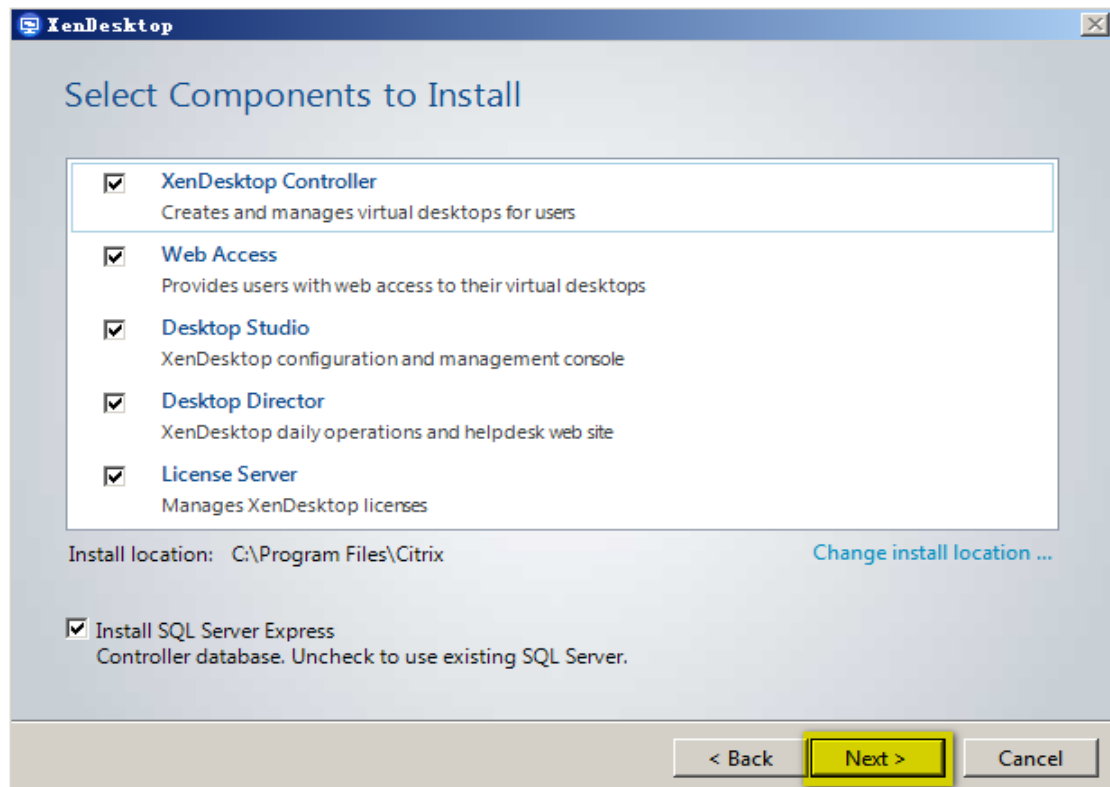 XenDesktop
Select Components to Install
XenDesktop Controller
Creates and manages virtual desktops for users
Web Access
Provides users with web access to their virtual desktops
Desktop Studio
XenDesktop configuration and management console
Desktop Director
XenDesktop daily operations and helpdesk web site
License Server
Manages XenDesktop licenses
Install location: C:\Program Files\Citrix Change install location ...
Install SQL Server Express
Controller database. Uncheck to use existing SQL Server.
< Back Next > Cancel